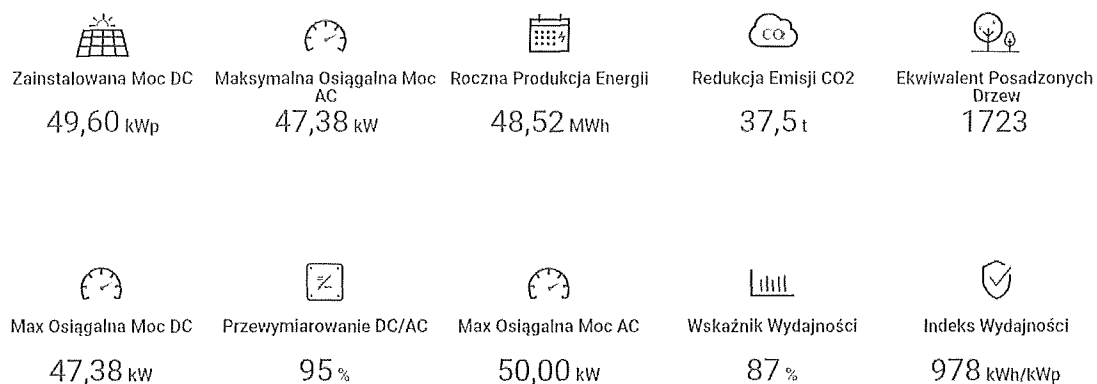 CO₂
Zainstalowana Moc DC
49,60 kWp
Maksymalna Osiągalna Moc
AC
47,38 kW
Roczna Produkcja Energii
48,52 MWh
Redukcja Emisji CO2
37,5 t
Ekwiwalent Posadzonych
Drzew
1723
Max Osiągalna Moc DC
47,38 kW
Przewymiarowanie DC/AC
95 %
Max Osiągalna Moc AC
50,00 kW
Wskaźnik Wydajności
87 %
Indeks Wydajności
978 kWh/kWp